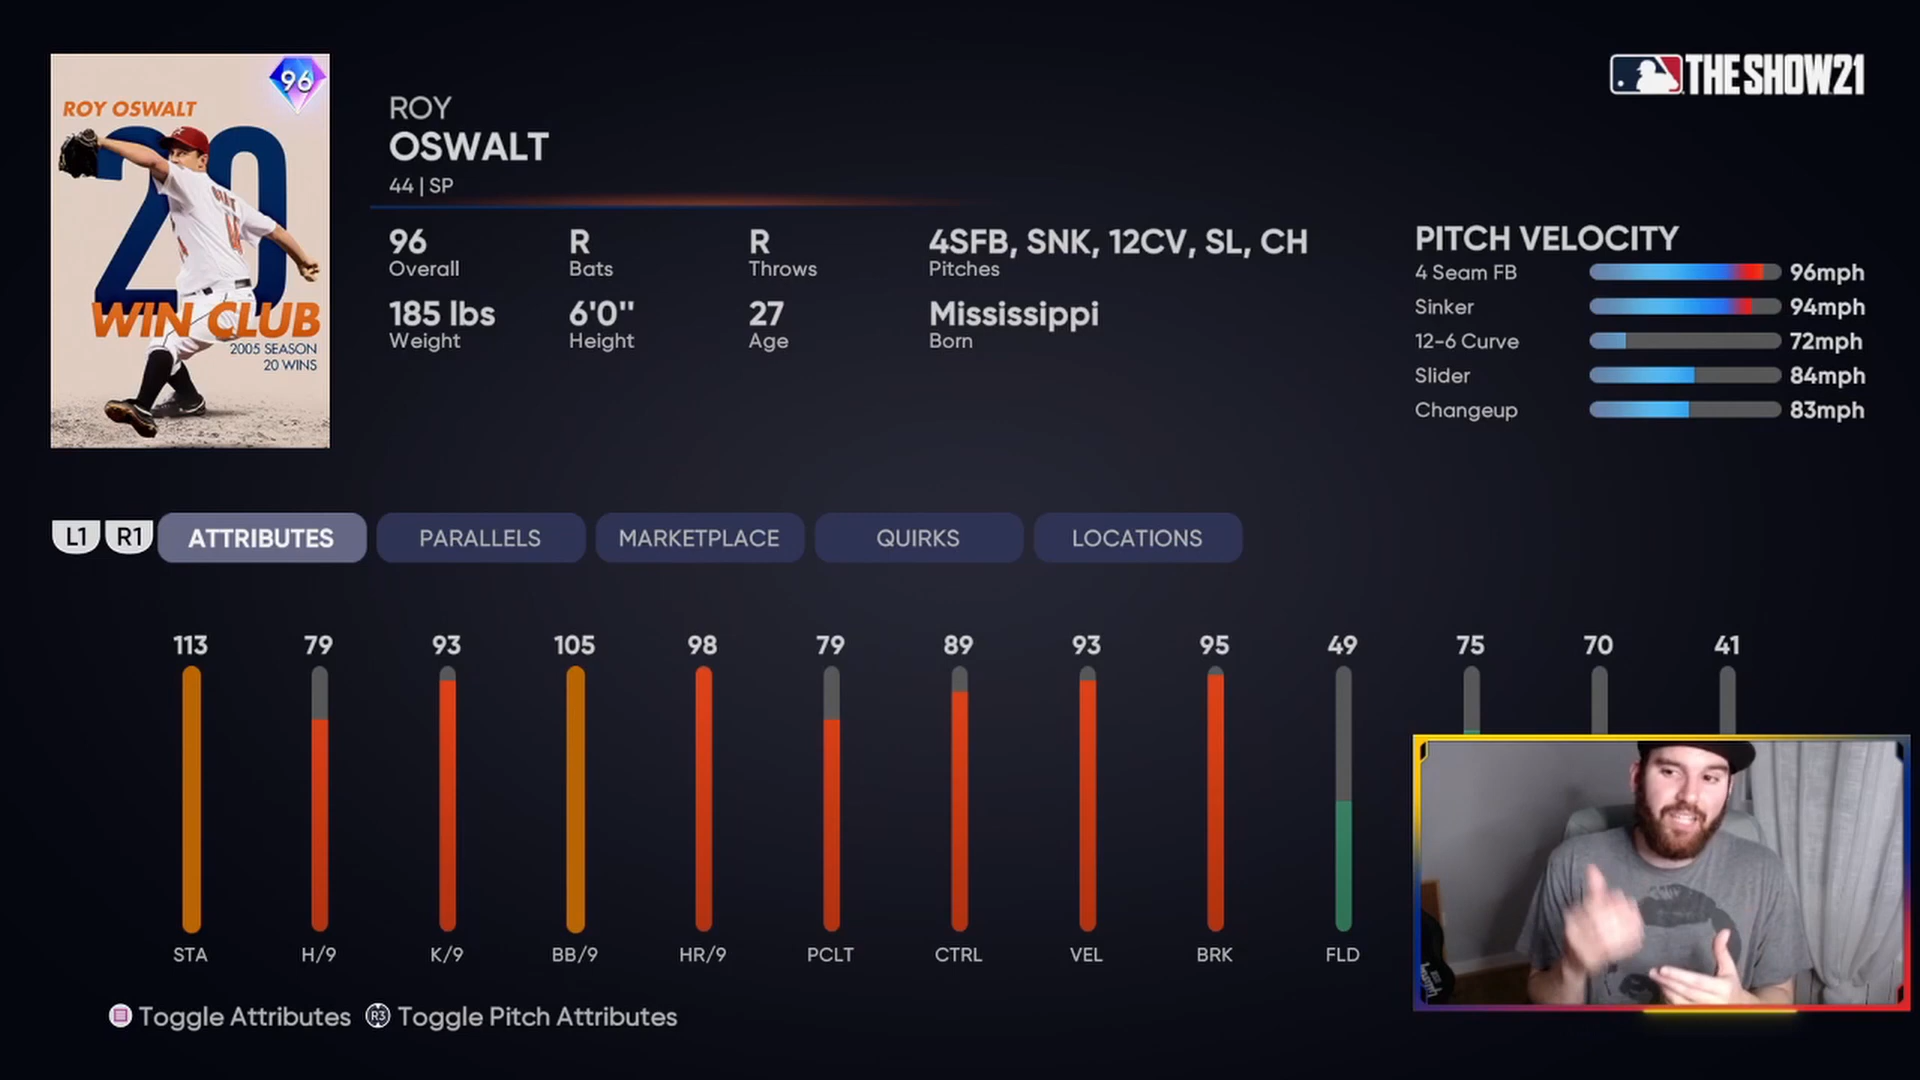 96
ROY OSWALT
20
WIN CLUB
2005 SEASON
20 WINS
ROY
OSWALT
44 | SP
96
Overall
R
Bats
R
Throws
4SFB, SNK, 12CV, SL, CH
Pitches
185 lbs
Weight
6'0''
Height
27
Age
Mississippi
Born
THE SHOW21
PITCH VELOCITY
4 Seam FB 96mph
Sinker 94mph
12-6 Curve 72mph
Slider 84mph
Changeup 83mph
L1 R1 ATTRIBUTES PARALLELS MARKETPLACE QUIRKS LOCATIONS
113 79 93 105 98 79 89 93 95 49 75 70 41
STA H/9 K/9 BB/9 HR/9 PCLT CTRL VEL BRK FLD
Toggle Attributes R3 Toggle Pitch Attributes